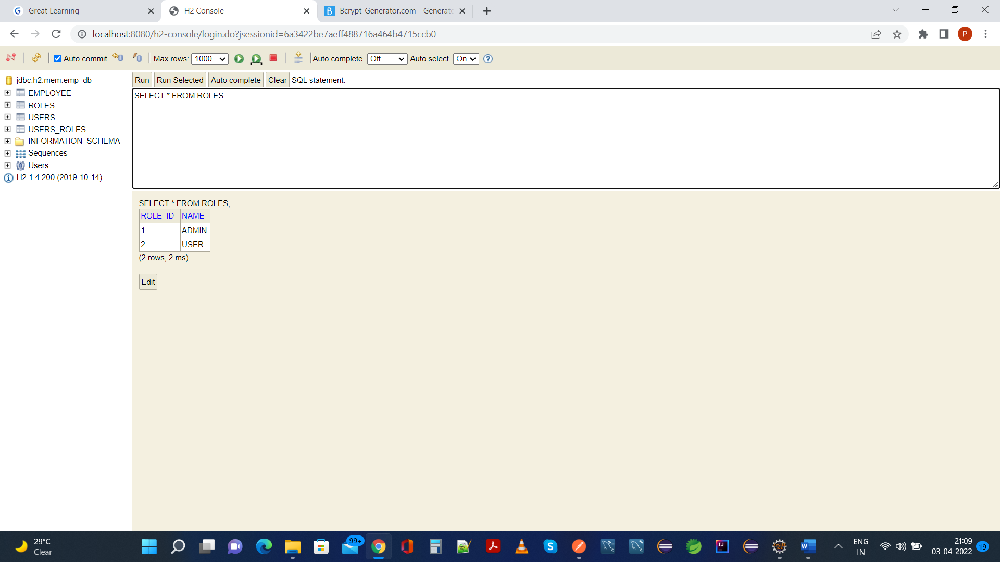 Great Learning
H2 Console
Bcrypt-Generator.com - Generate
localhost:8080/h2-console/login.do?jsessionid=6a3422be7aeff488716a464b4715ccb0
P
Auto commit
Max rows: 1000
Auto complete Off
Auto select On
jdbc:h2:mem:emp_db
EMPLOYEE
ROLES
USERS
USERS_ROLES
INFORMATION_SCHEMA
Sequences
Users
H2 1.4.200 (2019-10-14)
Run Run Selected Auto complete Clear SQL statement:
SELECT * FROM ROLES
SELECT * FROM ROLES;
ROLE_ID NAME
1 ADMIN
2 USER
(2 rows, 2 ms)
Edit
29°C
Clear
99+
ENG
IN
21:09
03-04-2022
19